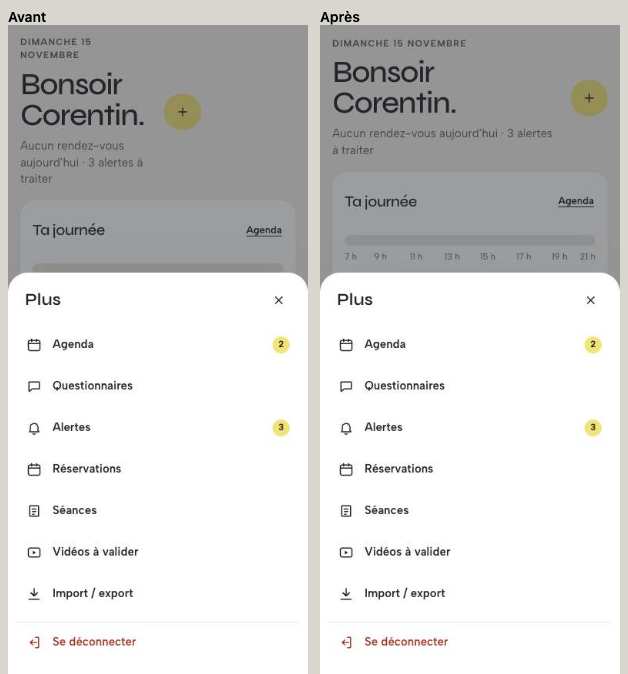 Avant
DIMANCHE 15
NOVEMBRE
Bonsoir
Corentin.
+
Aucun rendez-vous
aujourd'hui · 3 alertes à
traiter
Ta journée
Agenda
Plus
×
Agenda
2
Questionnaires
Alertes
3
Réservations
Séances
Vidéos à valider
Import / export
Se déconnecter
Après
DIMANCHE 15 NOVEMBRE
Bonsoir
Corentin.
+
Aucun rendez-vous aujourd'hui · 3 alertes
à traiter
Ta journée
Agenda
7 h 9 h 11 h 13 h 15 h 17 h 19 h 21 h
Plus
×
Agenda
2
Questionnaires
Alertes
3
Réservations
Séances
Vidéos à valider
Import / export
Se déconnecter